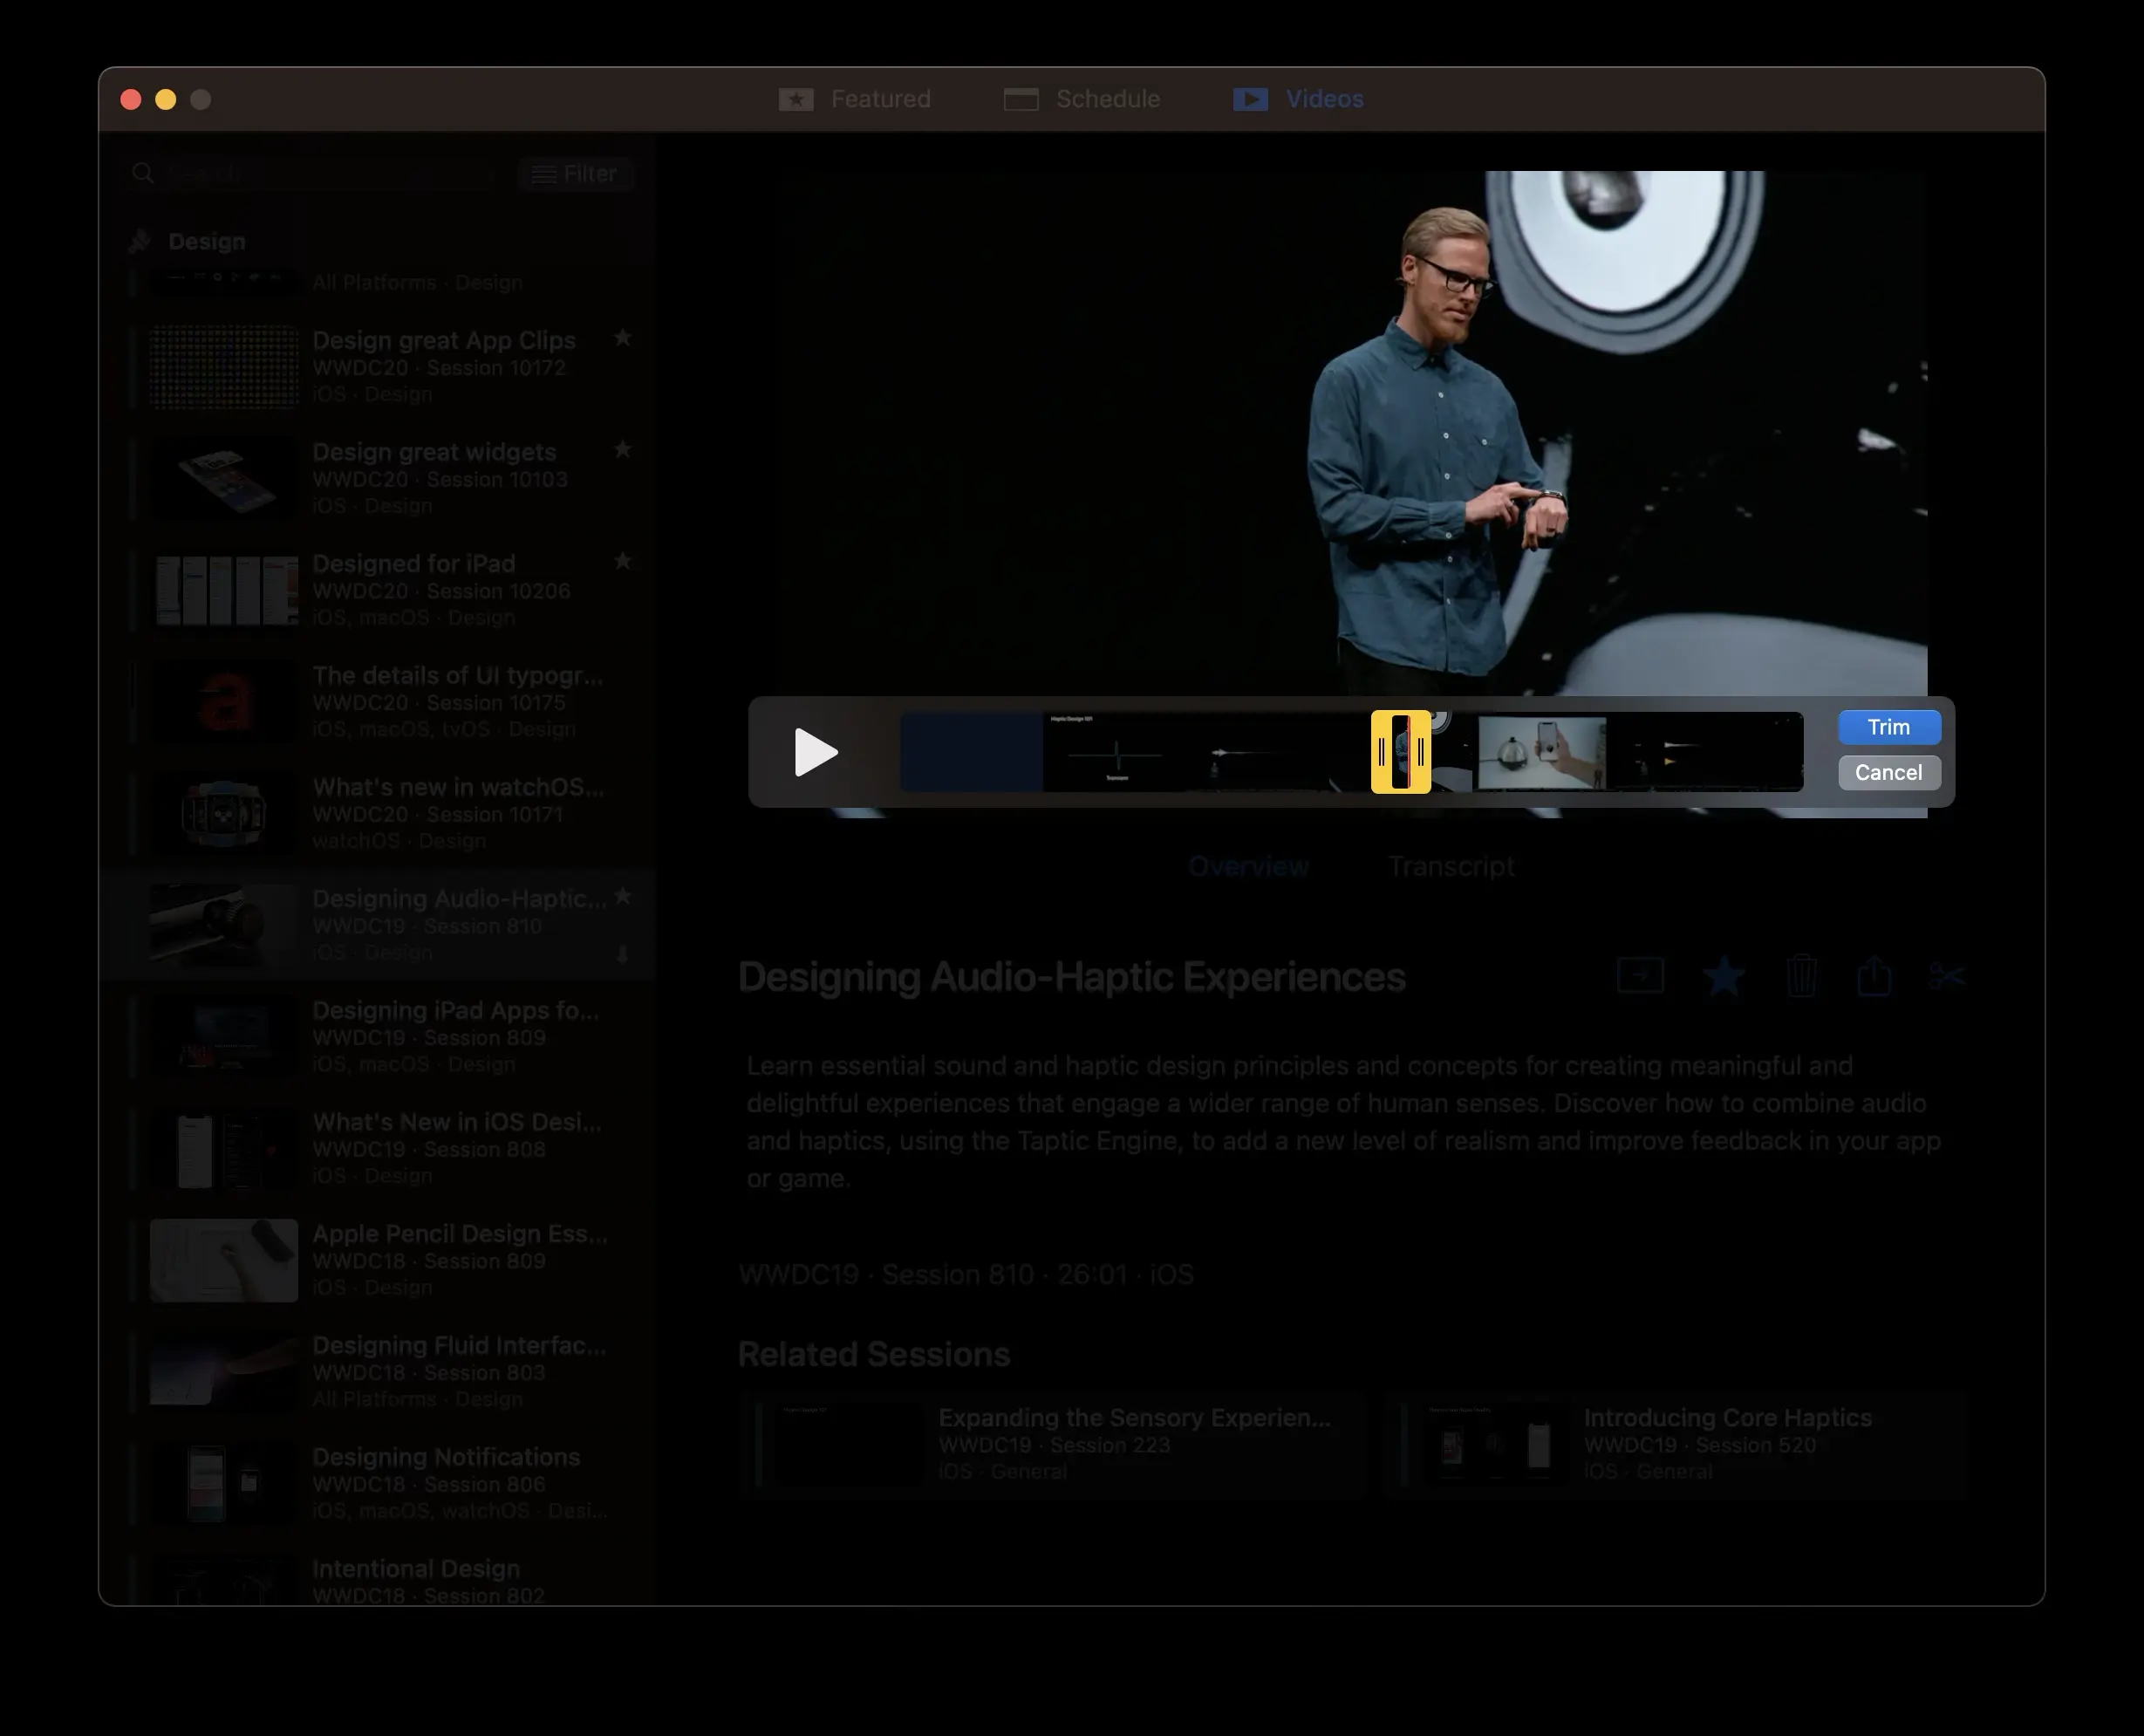 Featured
Schedule
Videos
Filter
Design
All Platforms · Design
Design great App Clips
WWDC20 · Session 10172
iOS · Design
Design great widgets
WWDC20 · Session 10103
iOS · Design
Designed for iPad
WWDC20 · Session 10206
iOS, macOS · Design
The details of UI typogr...
WWDC20 · Session 10175
iOS, macOS, tvOS · Design
What's new in watchOS...
WWDC20 · Session 10171
watchOS · Design
Designing Audio-Haptic...
WWDC19 · Session 810
iOS · Design
Designing iPad Apps fo...
WWDC19 · Session 809
iOS, macOS · Design
What's New in iOS Desi...
WWDC19 · Session 808
iOS · Design
Apple Pencil Design Ess...
WWDC18 · Session 809
iOS · Design
Designing Fluid Interfac...
WWDC18 · Session 803
All Platforms · Design
Designing Notifications
WWDC18 · Session 806
iOS, macOS, watchOS · Desi...
Intentional Design
WWDC18 · Session 802
Haptic Design 101
Trim
Cancel
Overview
Transcript
Designing Audio-Haptic Experiences
Learn essential sound and haptic design principles and concepts for creating meaningful and
delightful experiences that engage a wider range of human senses. Discover how to combine audio
and haptics, using the Taptic Engine, to add a new level of realism and improve feedback in your app
or game.
WWDC19 · Session 810 · 26:01 · iOS
Related Sessions
Expanding the Sensory Experien...
WWDC19 · Session 223
iOS · General
Introducing Core Haptics
WWDC19 · Session 520
iOS · General